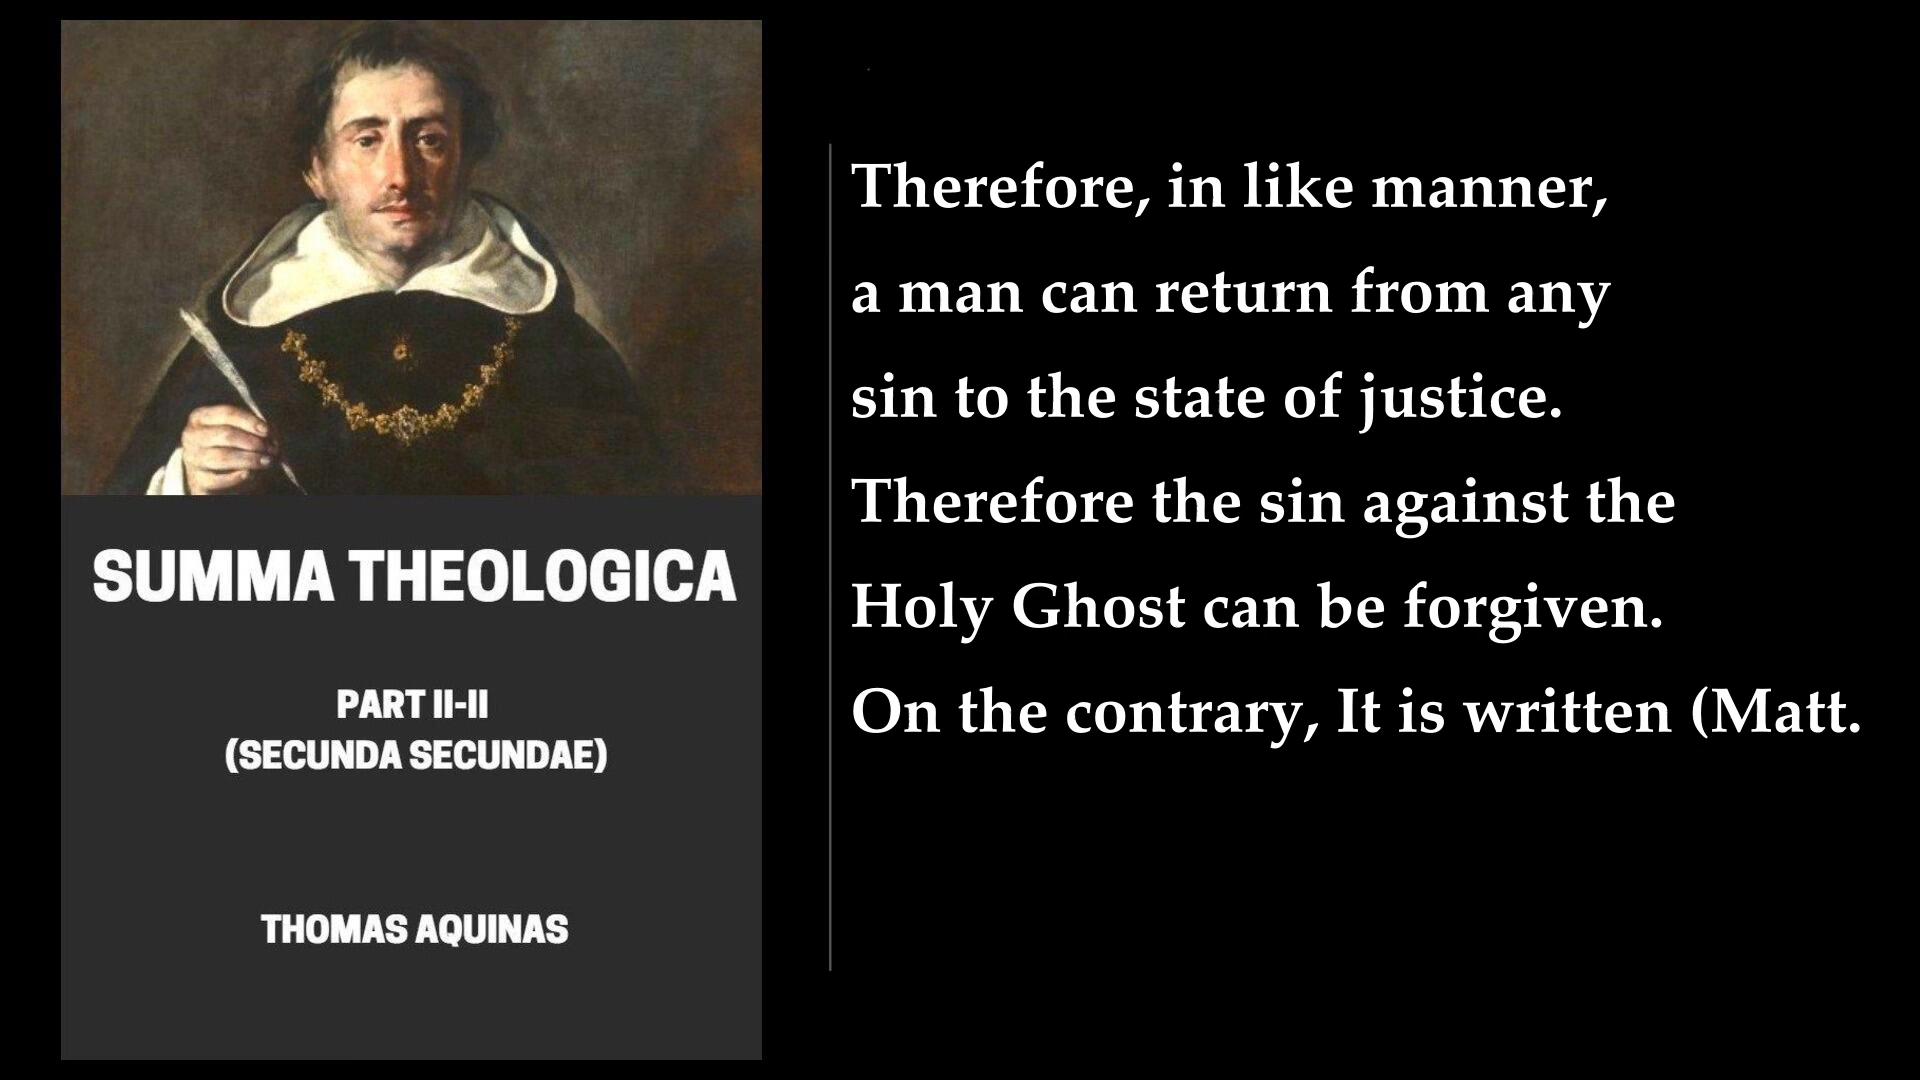 SUMMA THEOLOGICA
PART II-II
(SECUNDA SECUNDAE)
THOMAS AQUINAS
Therefore, in like manner,
a man can return from any
sin to the state of justice.
Therefore the sin against the
Holy Ghost can be forgiven.
On the contrary, It is written (Matt.